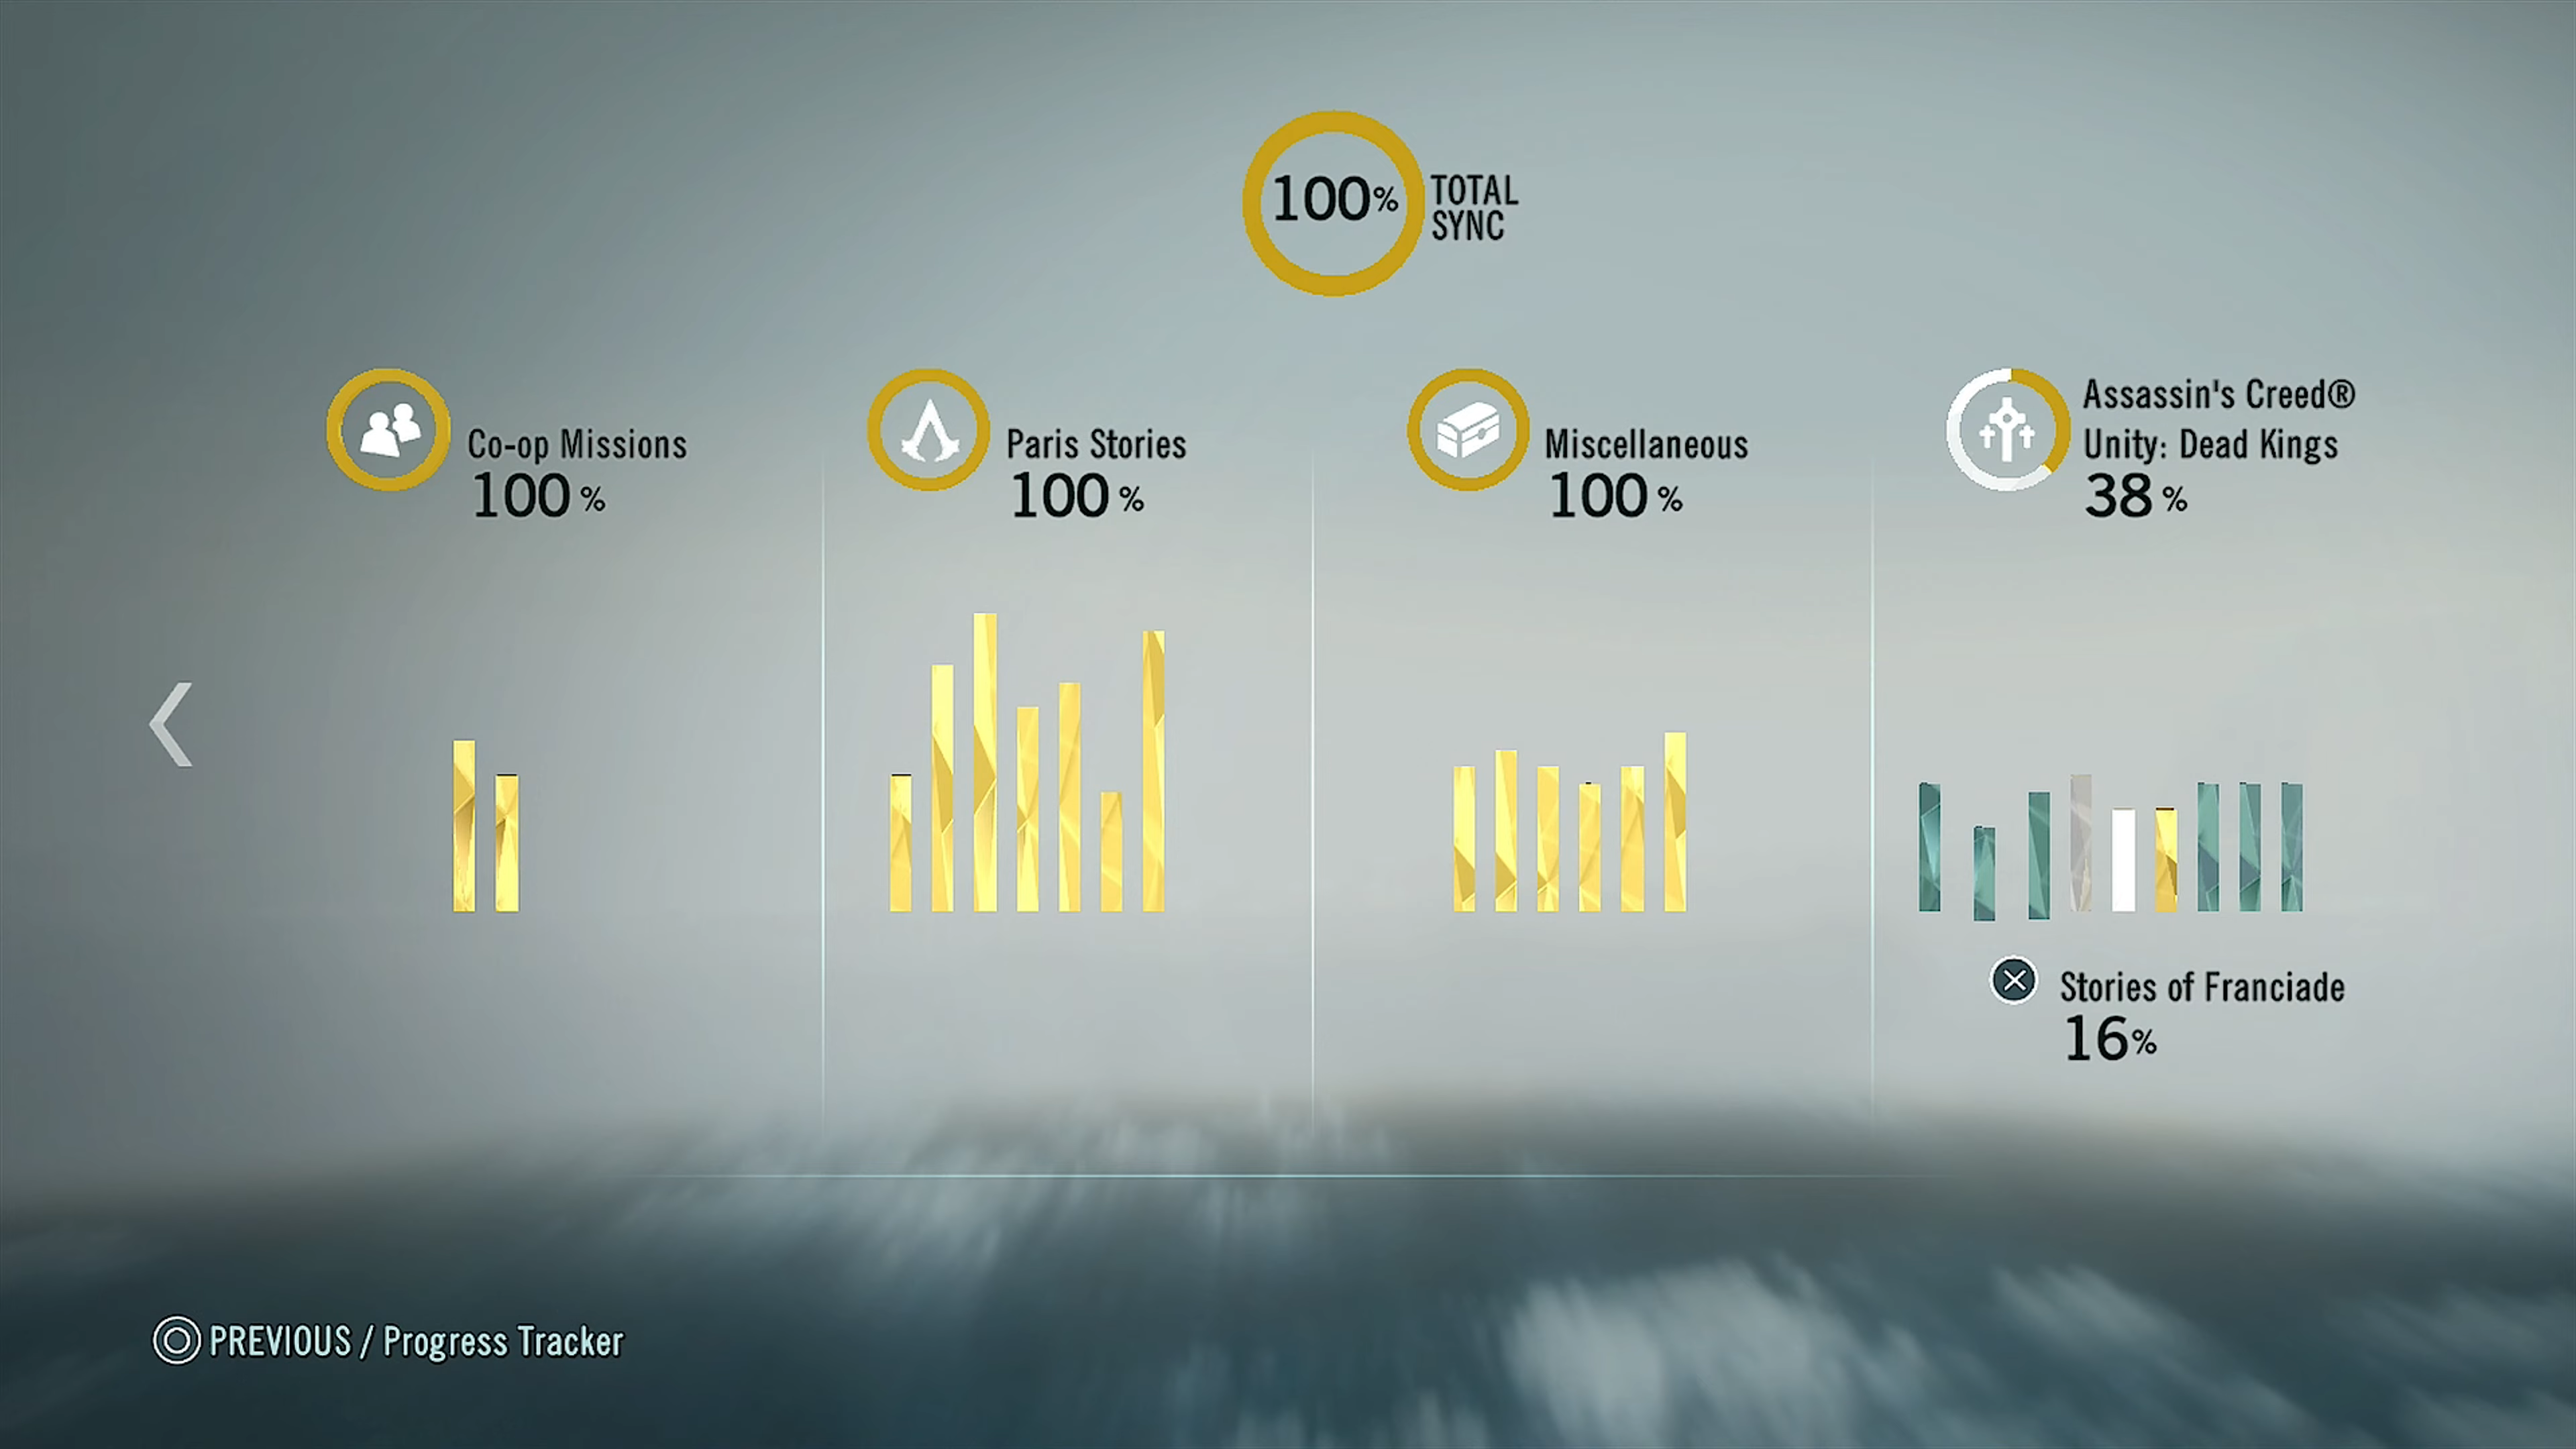 100% TOTAL
SYNC
Co-op Missions
100 %
Paris Stories
100 %
Miscellaneous
100 %
Assassin's Creed®
Unity: Dead Kings
38 %
Stories of Franciade
16%
PREVIOUS / Progress Tracker